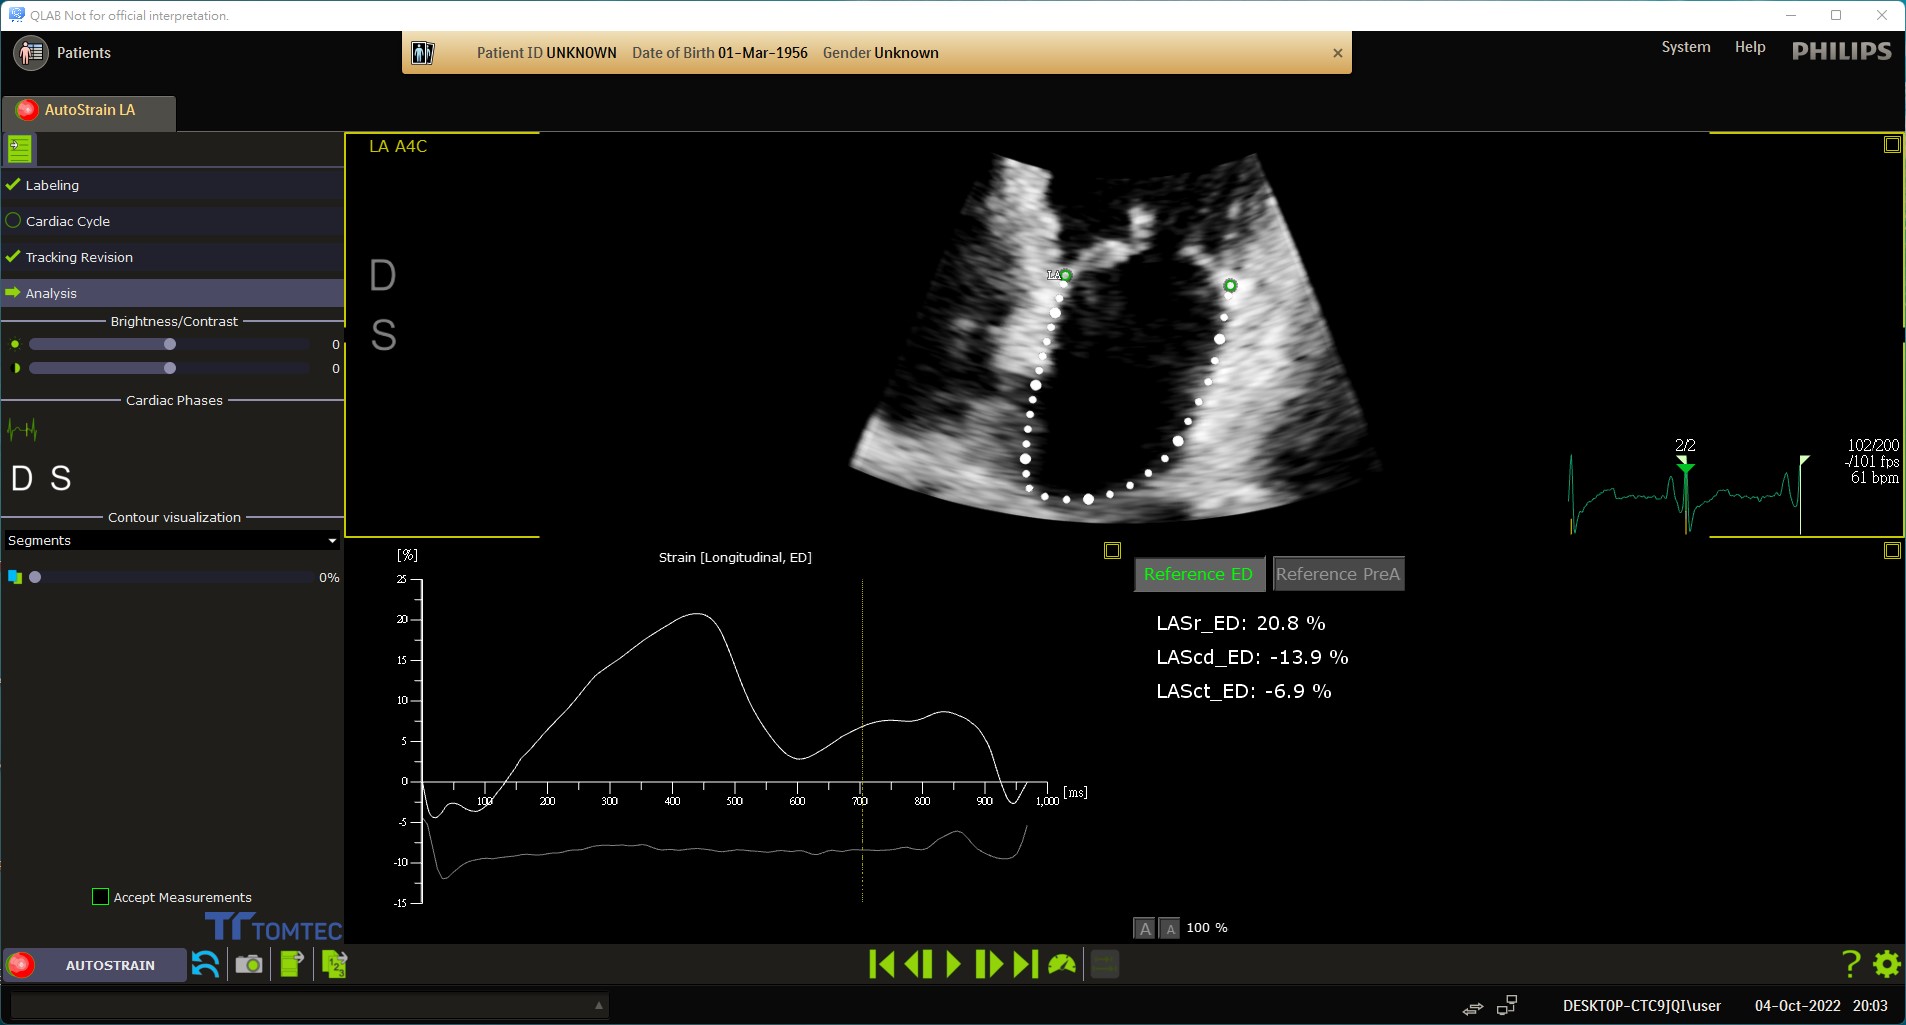 QLAB Not for official interpretation.
Patients
Patient ID UNKNOWN Date of Birth 01-Mar-1956 Gender Unknown
System Help PHILIPS
AutoStrain LA
Labeling
Cardiac Cycle
Tracking Revision
Analysis
Brightness/Contrast
0
0
Cardiac Phases
D S
Contour visualization
Segments
0%
Accept Measurements
TOMTEC
LA A4C
D
S
LA
2/2
102/200
-/101 fps
61 bpm
[%]
Strain [Longitudinal, ED]
25
20
15
10
5
0
-5
-10
-15
100 200 300 400 500 600 700 800 900 1,000 [ms]
Reference ED Reference PreA
LASr_ED: 20.8 %
LAScd_ED: -13.9 %
LASct_ED: -6.9 %
A A 100 %
AUTOSTRAIN
1 2 3
?
DESKTOP-CTC9JQI\user 04-Oct-2022 20:03